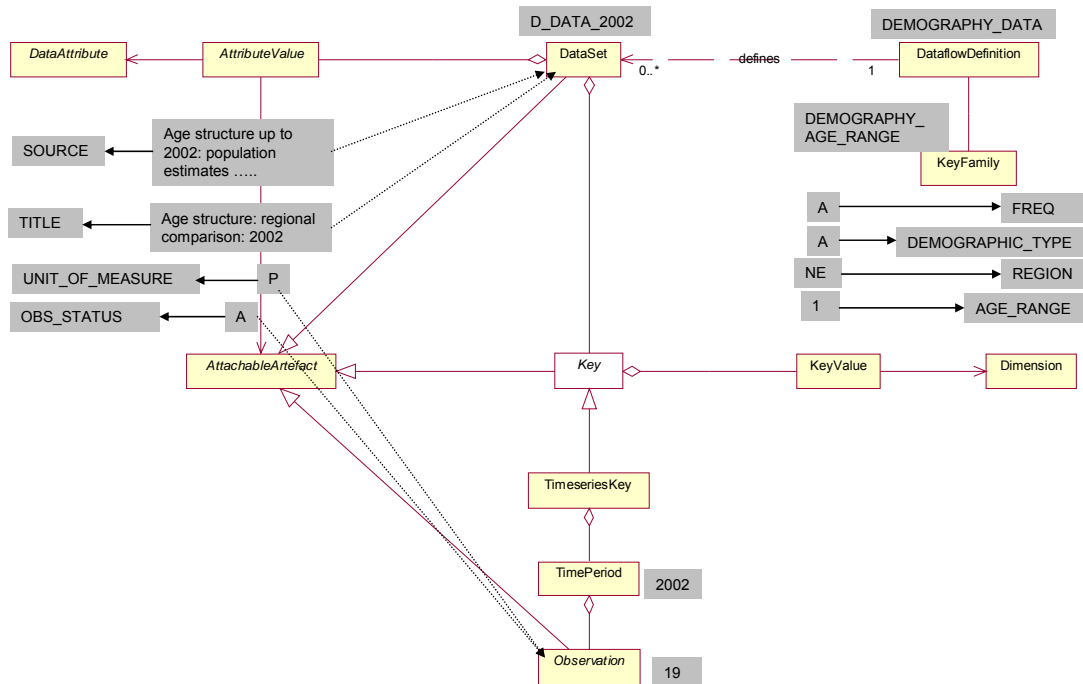 D_DATA_2002
DEMOGRAPHY_DATA
DataAttribute
AttributeValue
DataSet
0..*
defines
1
DataflowDefinition
SOURCE
Age structure up to
2002: population
estimates …..
DEMOGRAPHY_
AGE_RANGE
KeyFamily
TITLE
Age structure: regional
comparison: 2002
A
FREQ
A
DEMOGRAPHIC_TYPE
UNIT_OF_MEASURE
P
NE
REGION
OBS_STATUS
A
1
AGE_RANGE
AttachableArtefact
Key
KeyValue
Dimension
TimeseriesKey
TimePeriod
2002
Observation
19